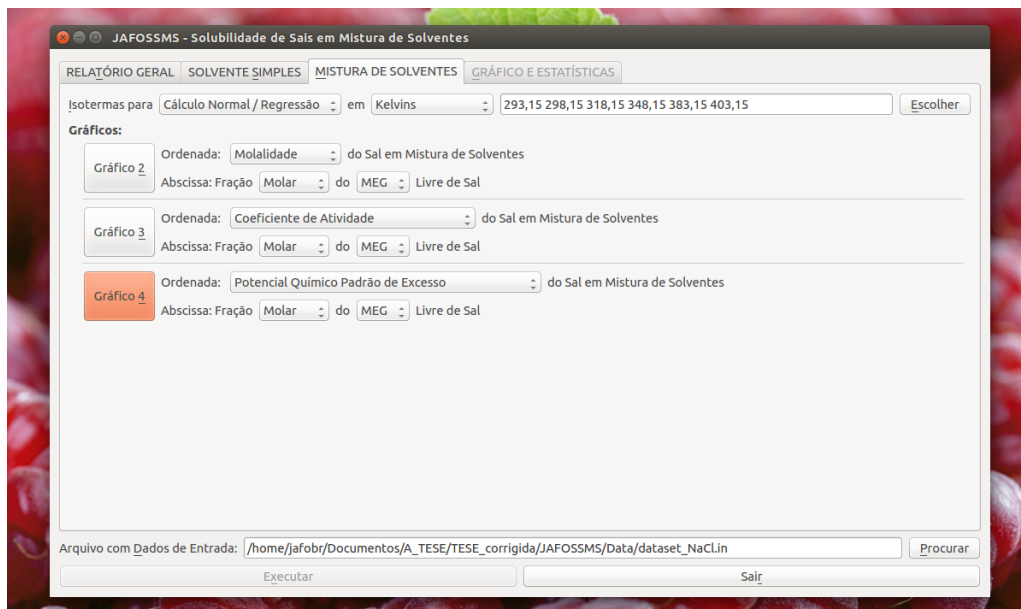 JAFOSSMS - Solubilidade de Sais em Mistura de Solventes
RELATÓRIO GERAL SOLVENTE SIMPLES MISTURA DE SOLVENTES GRÁFICO E ESTATÍSTICAS
Isotermas para Cálculo Normal / Regressão em Kelvins 293,15 298,15 318,15 348,15 383,15 403,15 Escolher
Gráficos:
Gráfico 2
Ordenada: Molalidade do Sal em Mistura de Solventes
Abscissa: Fração Molar do MEG Livre de Sal
Gráfico 3
Ordenada: Coeficiente de Atividade do Sal em Mistura de Solventes
Abscissa: Fração Molar do MEG Livre de Sal
Gráfico 4
Ordenada: Potencial Químico Padrão de Excesso do Sal em Mistura de Solventes
Abscissa: Fração Molar do MEG Livre de Sal
Arquivo com Dados de Entrada: /home/jafobr/Documentos/A_TESE/TESE_corrigida/JAFOSSMS/Data/dataset_NaCl.in Procurar
Executar Sair